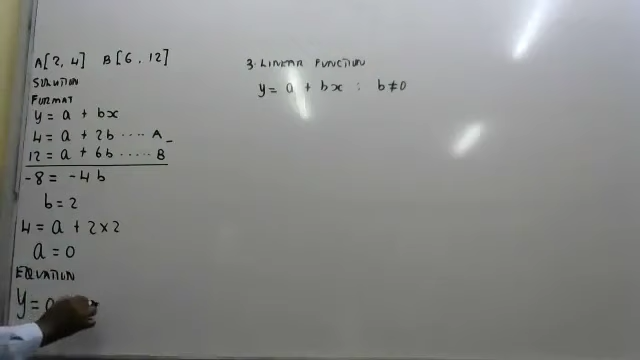 A[2, 4] B[6, 12]
SOLUTION
FORMAT
y = a + bx
4 = a + 2b .... A -
12 = a + 6b ..... B
-8 = -4b
b = 2
4 = a + 2 × 2
a = 0
EQUATION
y =
3. LINEAR FUNCTION
y = a + bx : b ≠ 0